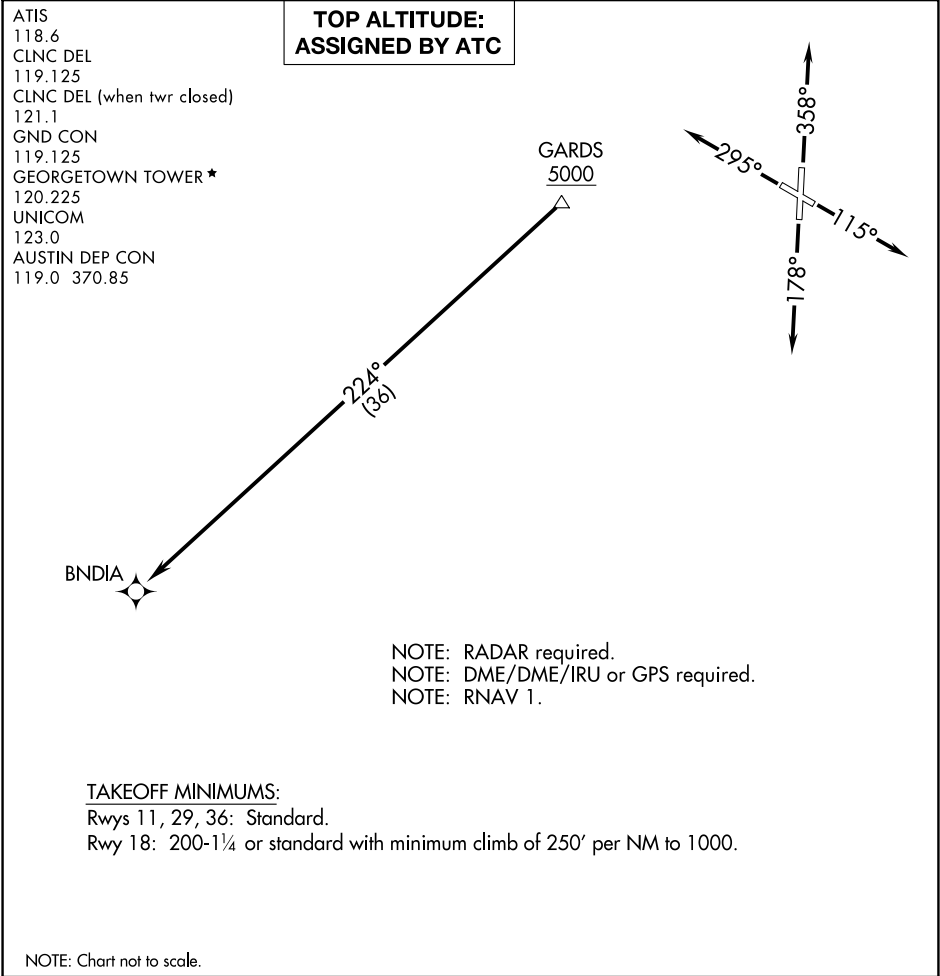 ATIS
118.6
CLNC DEL
119.125
CLNC DEL (when twr closed)
121.1
GND CON
119.125
GEORGETOWN TOWER★
120.225
UNICOM
123.0
AUSTIN DEP CON
119.0 370.85
TOP ALTITUDE:
ASSIGNED BY ATC
GARDS
5000
358°
295°
115°
178°
224°
(36)
BNDIA
NOTE: RADAR required.
NOTE: DME/DME/IRU or GPS required.
NOTE: RNAV 1.
TAKEOFF MINIMUMS:
Rwys 11, 29, 36: Standard.
Rwy 18: 200-1¼ or standard with minimum climb of 250' per NM to 1000.
NOTE: Chart not to scale.